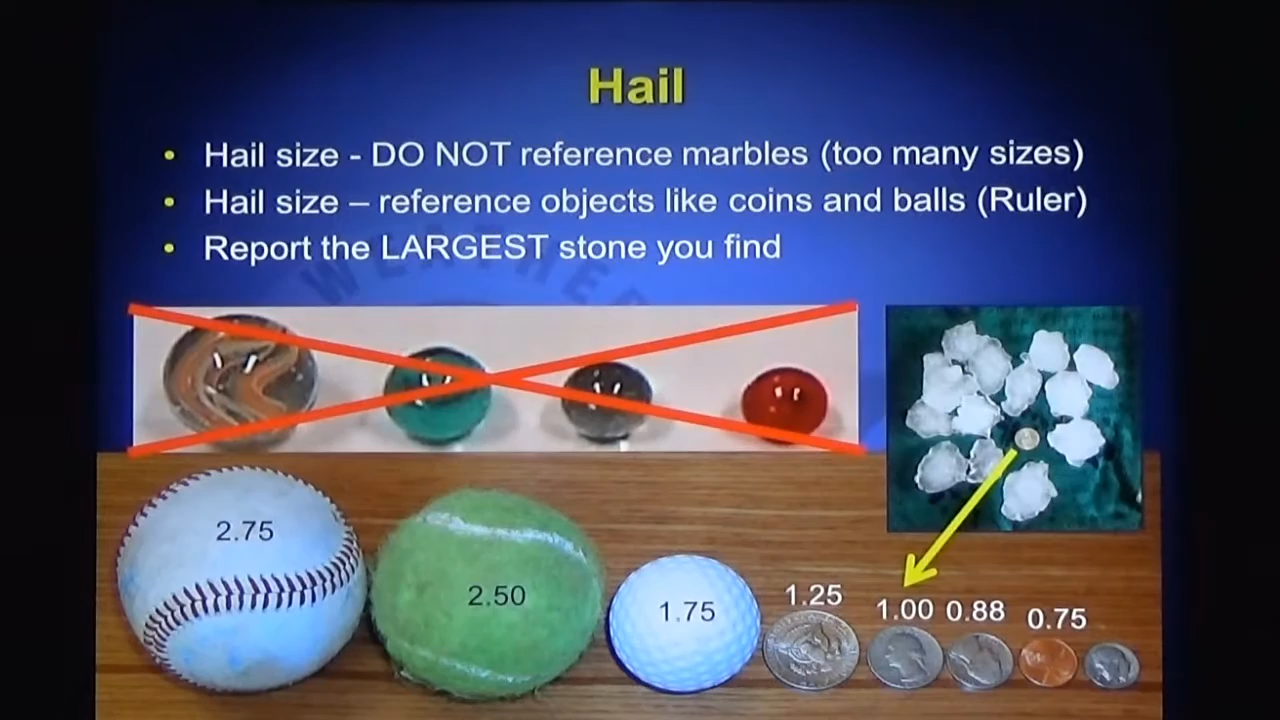 Hail
• Hail size - DO NOT reference marbles (too many sizes)
• Hail size – reference objects like coins and balls (Ruler)
• Report the LARGEST stone you find
WEATHER
2.75
2.50
1.75
1.25
1.00
0.88
0.75